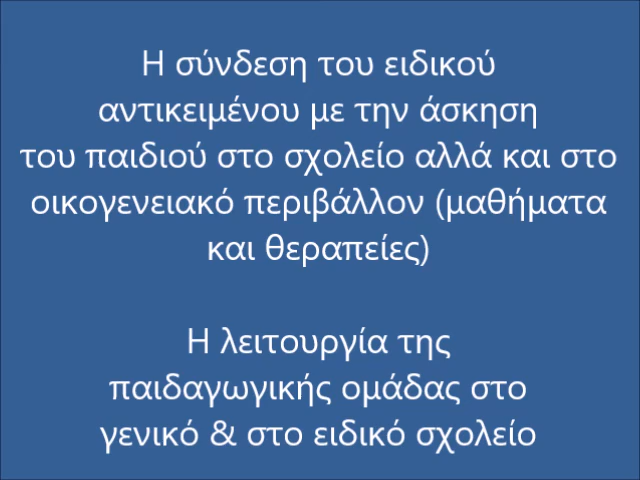 Η σύνδεση του ειδικού
αντικειμένου με την άσκηση
του παιδιού στο σχολείο αλλά και στο
οικογενειακό περιβάλλον (μαθήματα
και θεραπείες)
Η λειτουργία της
παιδαγωγικής ομάδας στο
γενικό & στο ειδικό σχολείο